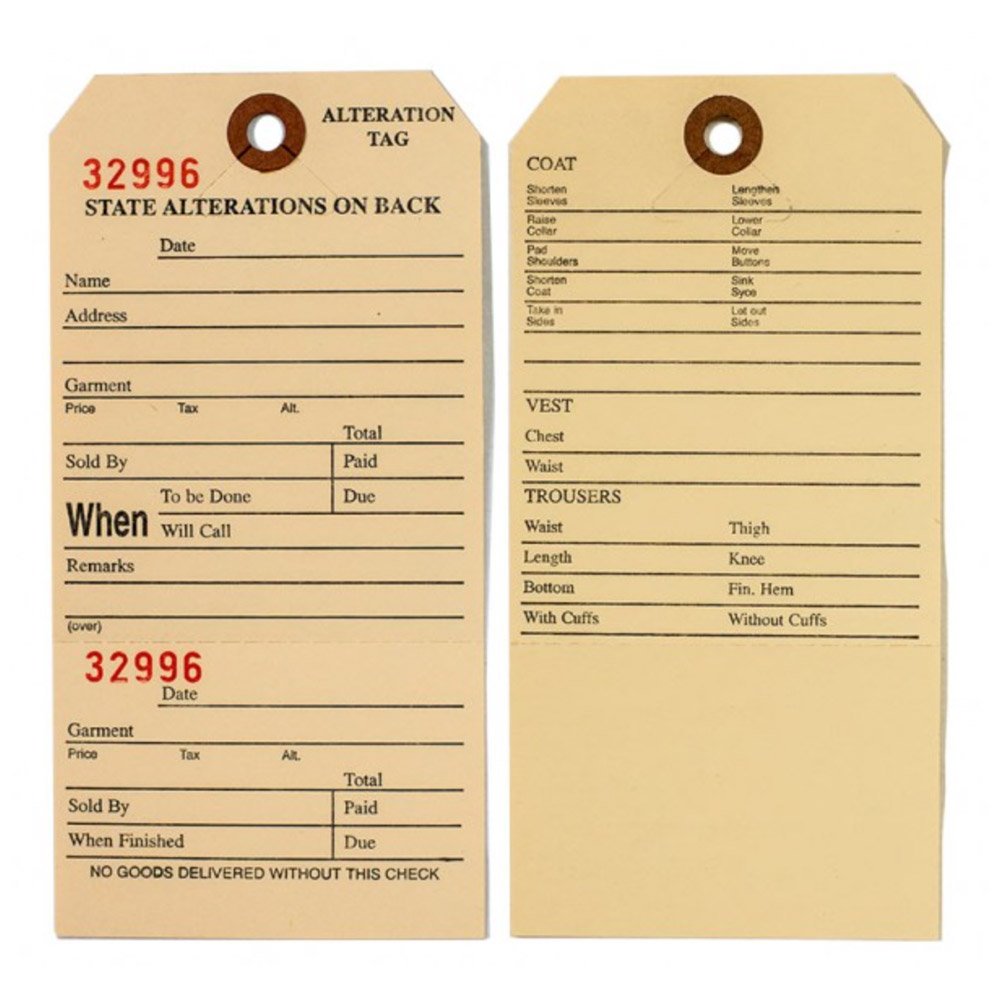 ALTERATION
TAG
32996
STATE ALTERATIONS ON BACK
Date
Name
Address
Garment
Price Tax Alt.
Total
Sold By Paid
To be Done Due
When Will Call
Remarks
(over)
32996
Date
Garment
Price Tax Alt.
Total
Sold By Paid
When Finished Due
NO GOODS DELIVERED WITHOUT THIS CHECK
COAT
Shorten Lengthen
Sleeves Sleeves
Raise Lower
Collar Collar
Pad Move
Shoulders Buttons
Shorten Sink
Coat Syce
Take in Let out
Sides Sides
VEST
Chest
Waist
TROUSERS
Waist Thigh
Length Knee
Bottom Fin. Hem
With Cuffs Without Cuffs